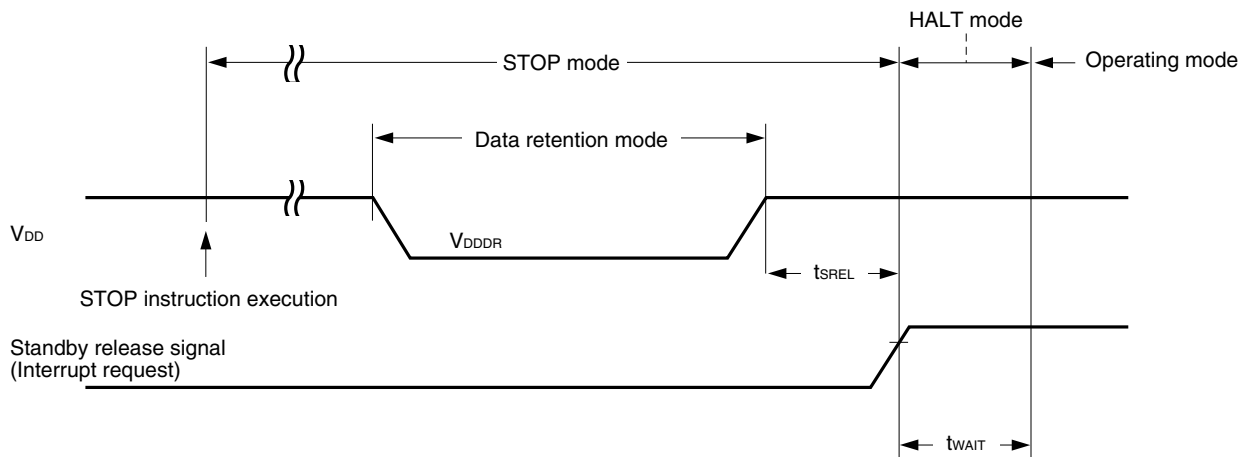 HALT mode
STOP mode
Operating mode
Data retention mode
VDD
VDDDR
tSREL
STOP instruction execution
Standby release signal
(Interrupt request)
tWAIT